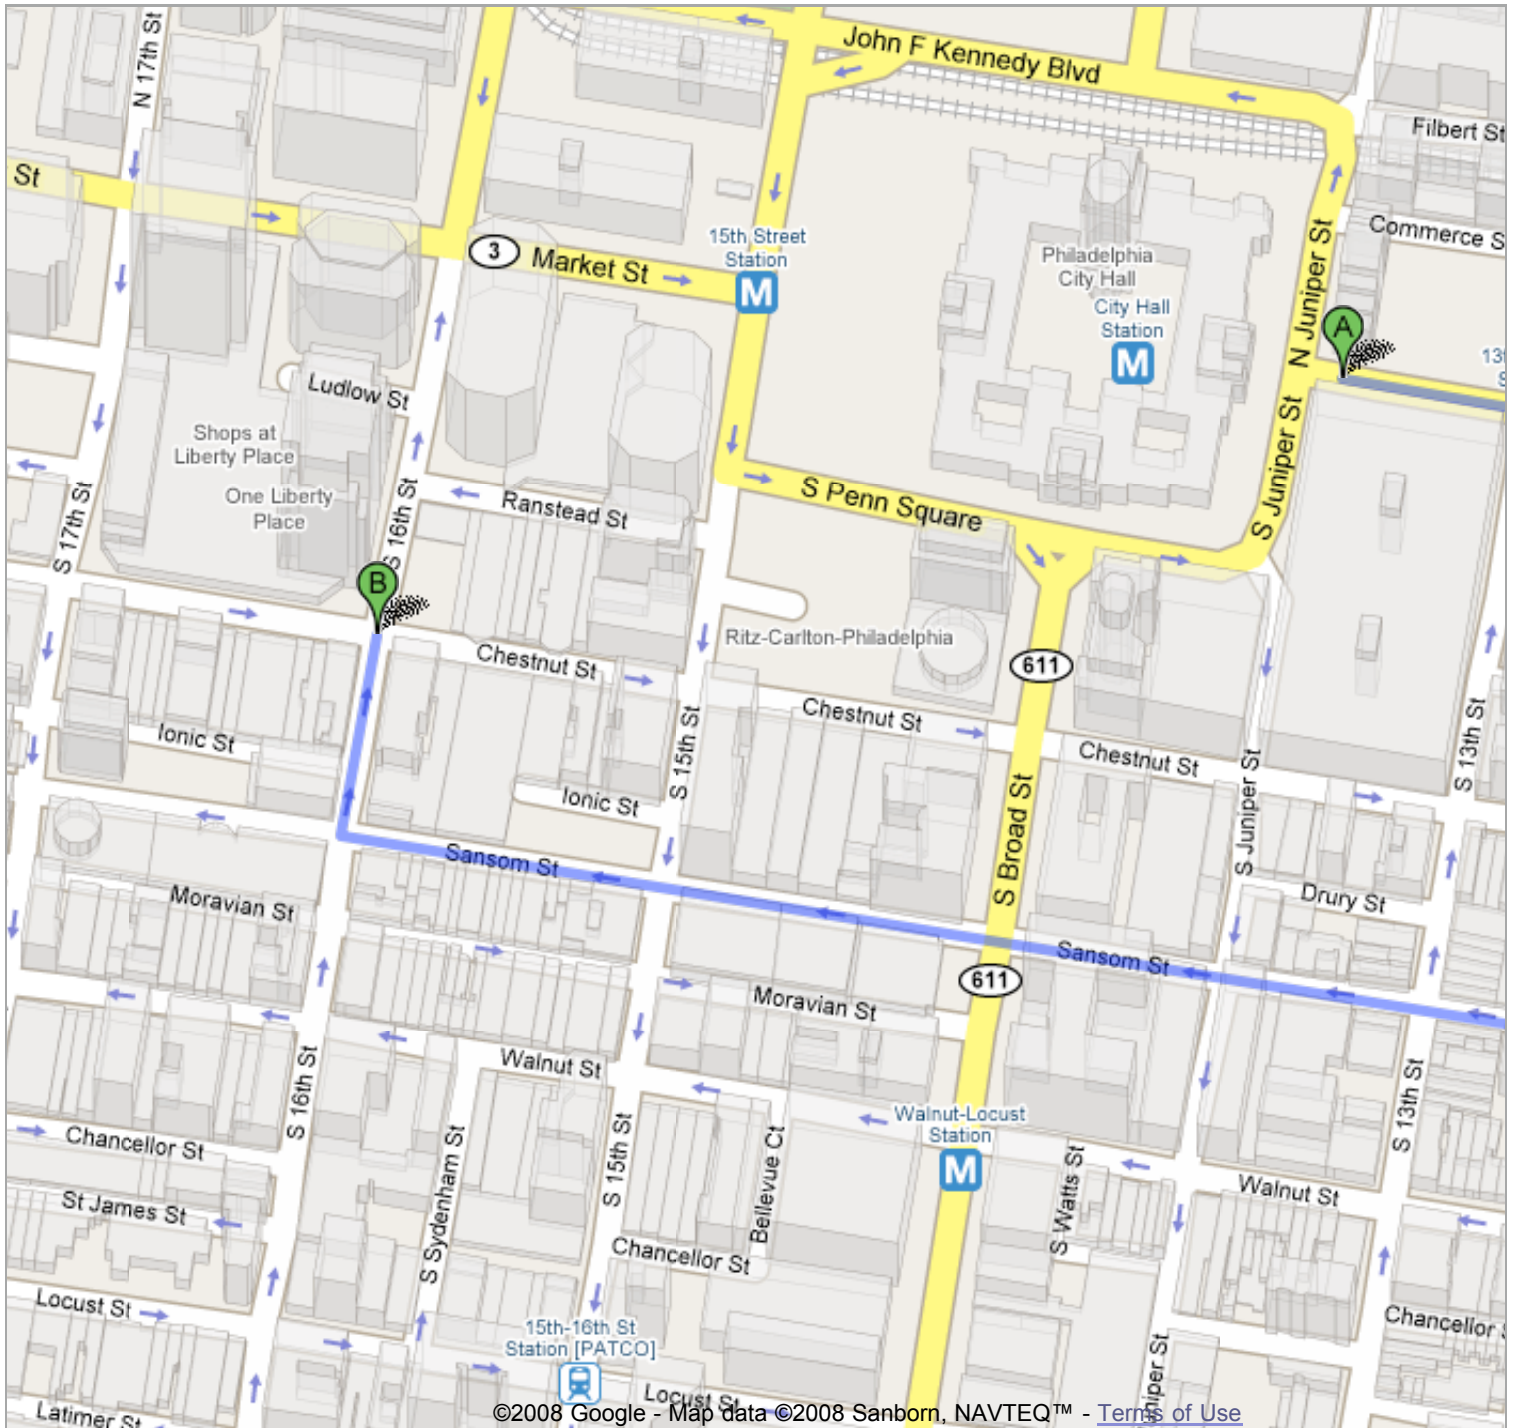 N 17th St
John F Kennedy Blvd
Filbert St
St
Commerce S
15th Street
Station
M
3
Market St
Philadelphia
City Hall
City Hall
Station
M
N Juniper St
A
13t
S
Ludlow St
Shops at
Liberty Place
One Liberty
Place
S 17th St
S 16th St
Ranstead St
S Penn Square
S Juniper St
B
Ritz-Carlton-Philadelphia
611
Chestnut St
Chestnut St
Chestnut St
Ionic St
Ionic St
S 15th St
S Broad St
S Juniper St
S 13th St
Sansom St
Moravian St
Drury St
Sansom St
611
Moravian St
Walnut St
S 16th St
Chancellor St
St James St
S Sydenham St
S 15th St
Bellevue Ct
Walnut-Locust
Station
M
S Watts St
Walnut St
S 13th St
Chancellor St
Locust St
15th-16th St
Station [PATCO]
Chancellor
Juniper St
Locust St
Latimer St
©2008 Google - Map data ©2008 Sanborn, NAVTEQ™ - Terms of Use